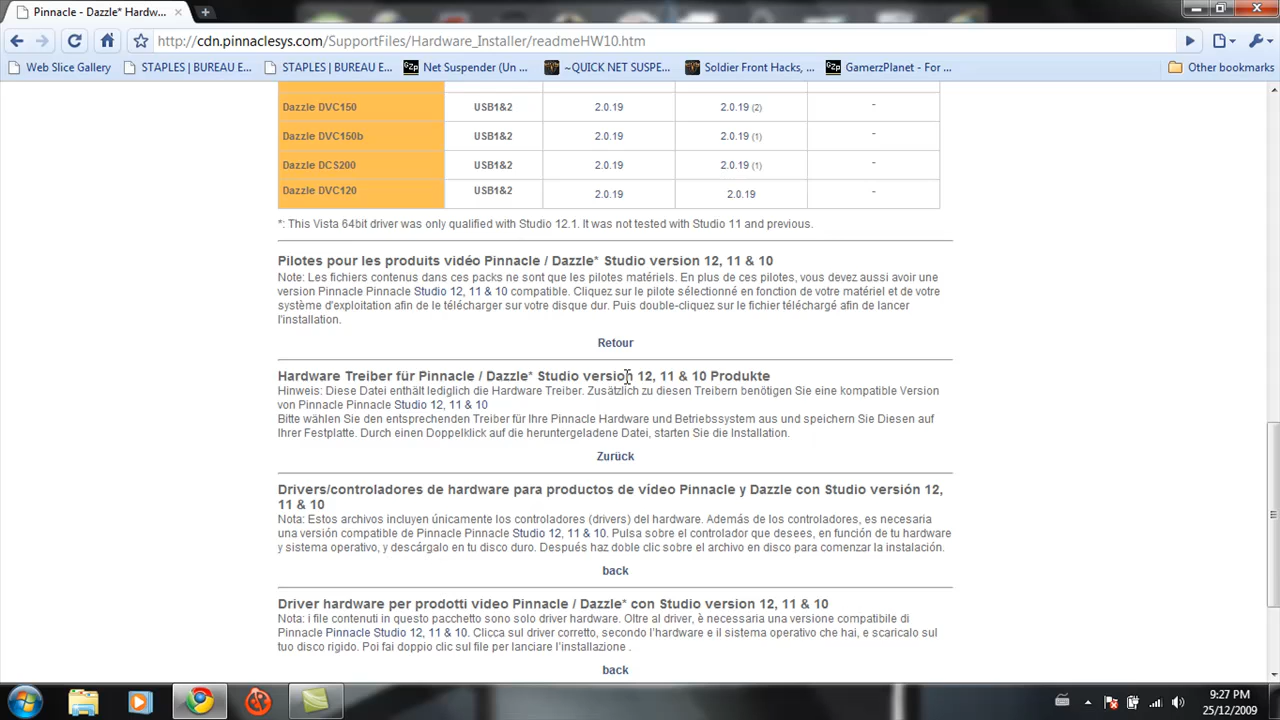 Pinnacle - Dazzle* Hardw...
http://cdn.pinnaclesys.com/SupportFiles/Hardware_Installer/readmeHW10.htm
Web Slice Gallery STAPLES | BUREAU E... STAPLES | BUREAU E... Net Suspender (Un ... ~QUICK NET SUSPE... Soldier Front Hacks, ... GamerzPlanet - For ... Other bookmarks
Dazzle DVC150 USB1&2 2.0.19 2.0.19 (2) -
Dazzle DVC150b USB1&2 2.0.19 2.0.19 (1) -
Dazzle DCS200 USB1&2 2.0.19 2.0.19 (1) -
Dazzle DVC120 USB1&2 2.0.19 2.0.19 -
*: This Vista 64bit driver was only qualified with Studio 12.1. It was not tested with Studio 11 and previous.
Pilotes pour les produits vidéo Pinnacle / Dazzle* Studio version 12, 11 & 10
Note: Les fichiers contenus dans ces packs ne sont que les pilotes matériels. En plus de ces pilotes, vous devez aussi avoir une
version Pinnacle Pinnacle Studio 12, 11 & 10 compatible. Cliquez sur le pilote sélectionné en fonction de votre matériel et de votre
système d'exploitation afin de le télécharger sur votre disque dur. Puis double-cliquez sur le fichier téléchargé afin de lancer
l'installation.
Retour
Hardware Treiber für Pinnacle / Dazzle* Studio version 12, 11 & 10 Produkte
Hinweis: Diese Datei enthält lediglich die Hardware Treiber. Zusätzlich zu diesen Treibern benötigen Sie eine kompatible Version
von Pinnacle Pinnacle Studio 12, 11 & 10
Bitte wählen Sie den entsprechenden Treiber für Ihre Pinnacle Hardware und Betriebssystem aus und speichern Sie Diesen auf
Ihrer Festplatte. Durch einen Doppelklick auf die heruntergeladene Datei, starten Sie die Installation.
Zurück
Drivers/controladores de hardware para productos de vídeo Pinnacle y Dazzle con Studio versión 12,
11 & 10
Nota: Estos archivos incluyen únicamente los controladores (drivers) del hardware. Además de los controladores, es necesaria
una versión compatible de Pinnacle Pinnacle Studio 12, 11 & 10. Pulsa sobre el controlador que desees, en función de tu hardware
y sistema operativo, y descárgalo en tu disco duro. Después haz doble clic sobre el archivo en disco para comenzar la instalación.
back
Driver hardware per prodotti video Pinnacle / Dazzle* con Studio version 12, 11 & 10
Nota: i file contenuti in questo pacchetto sono solo driver hardware. Oltre al driver, è necessaria una versione compatibile di
Pinnacle Pinnacle Studio 12, 11 & 10. Clicca sul driver corretto, secondo l'hardware e il sistema operativo che hai, e scaricalo sul
tuo disco rigido. Poi fai doppio clic sul file per lanciare l'installazione .
back
9:27 PM
25/12/2009